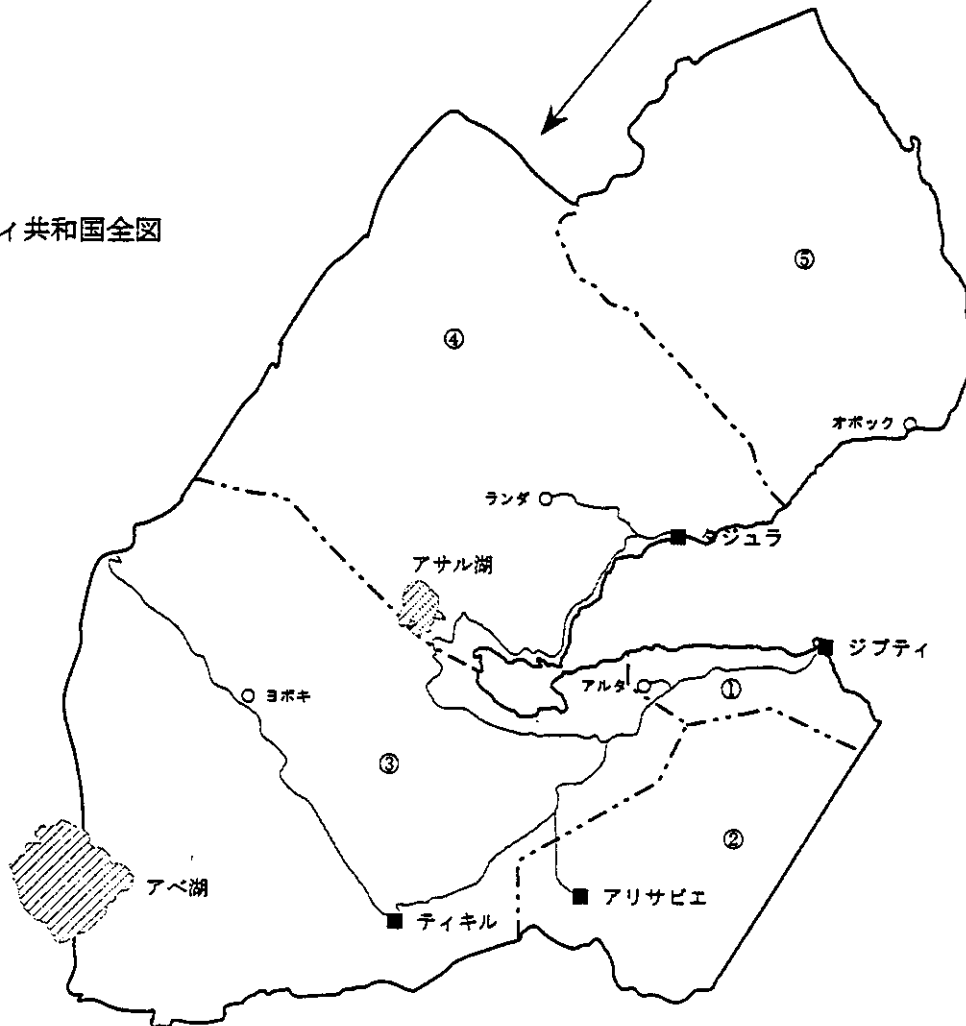 ィ共和国全図
⑤
④
オボック
ランダ
タジュラ
アサル湖
ジブティ
アルタ
①
ヨボキ
③
②
アベ湖
アリサビエ
ティキル